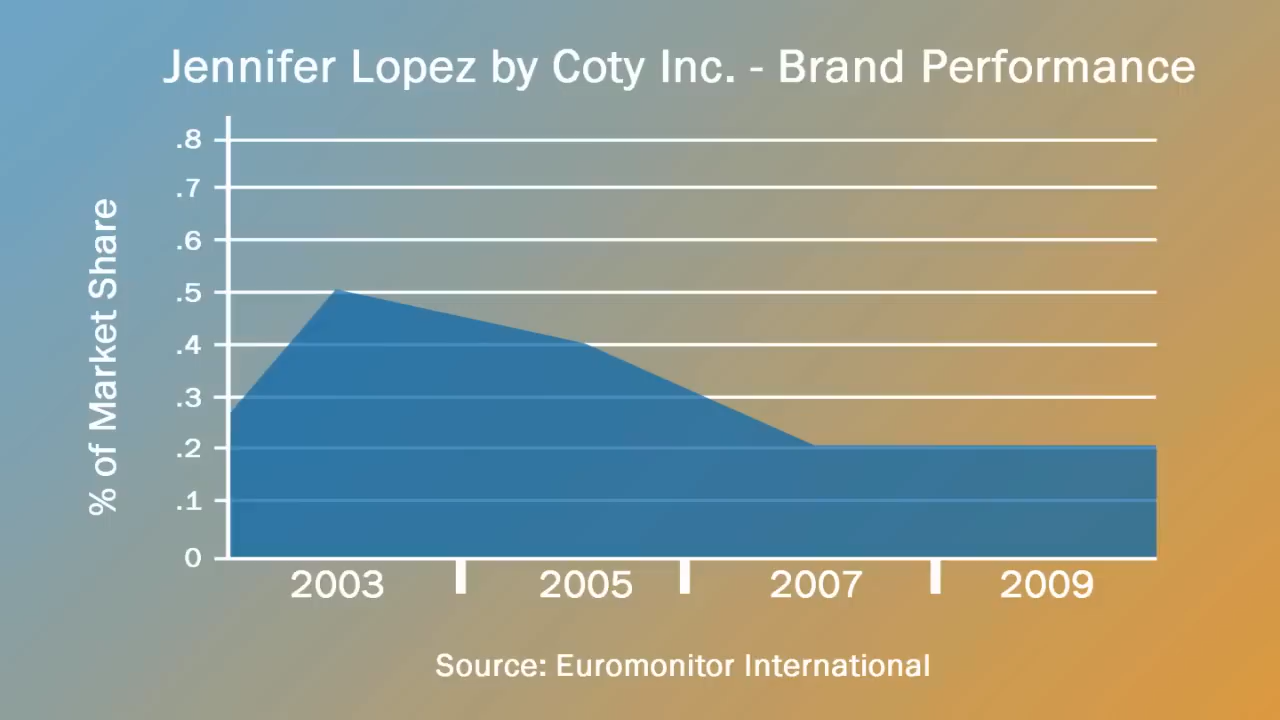 Jennifer Lopez by Coty Inc. - Brand Performance
% of Market Share
.8
.7
.6
.5
.4
.3
.2
.1
0
2003 2005 2007 2009
Source: Euromonitor International